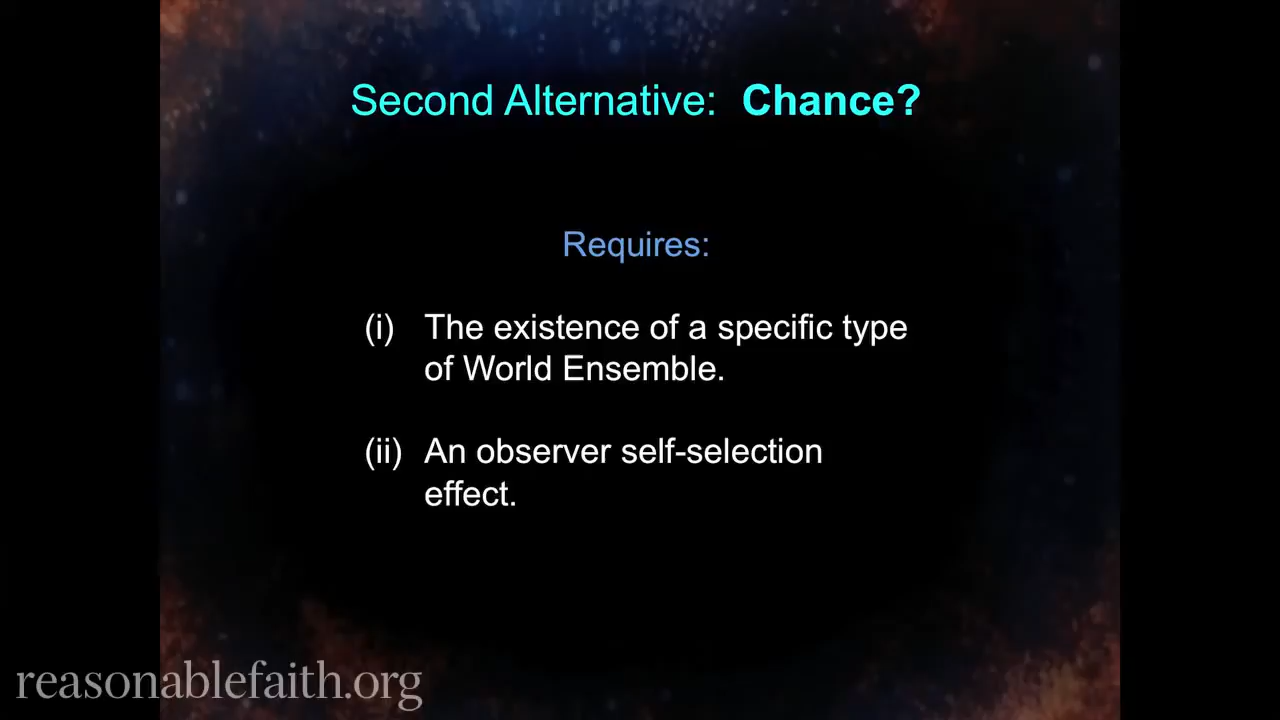 Second Alternative: Chance?
Requires:
(i) The existence of a specific type
of World Ensemble.
(ii) An observer self-selection
effect.
reasonablefaith.org